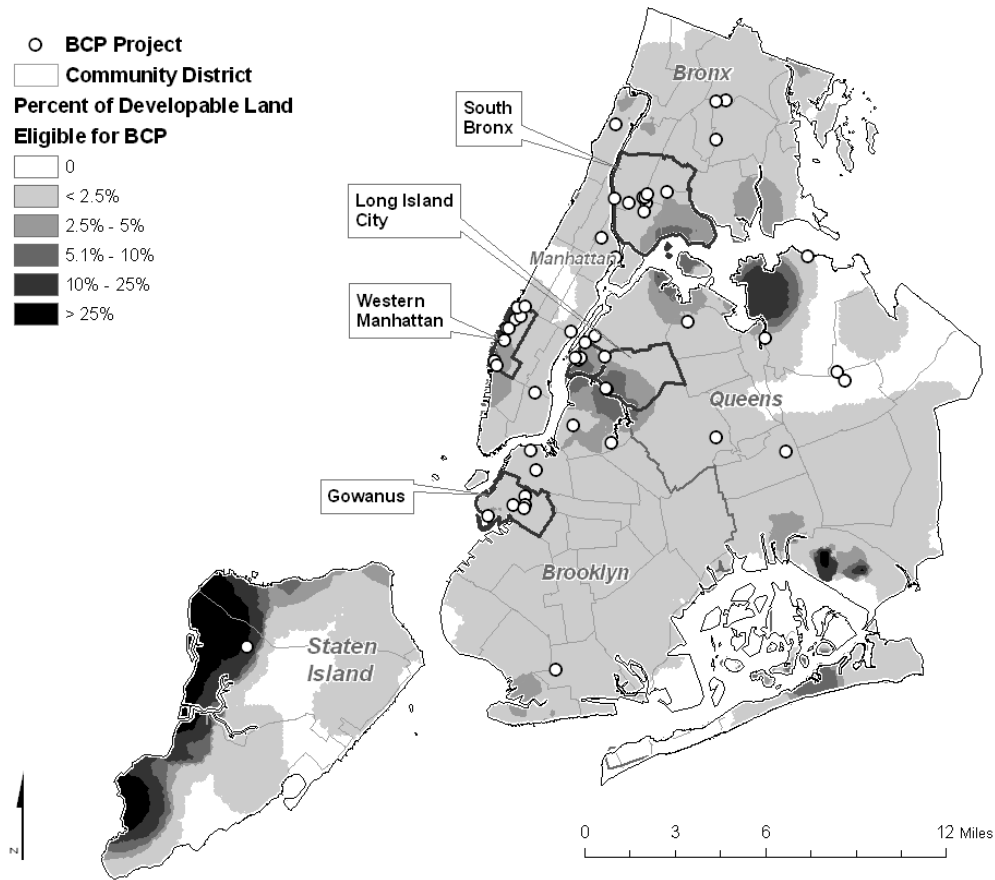 BCP Project
Community District
Percent of Developable Land
Eligible for BCP
0
< 2.5%
2.5% - 5%
5.1% - 10%
10% - 25%
> 25%
South
Bronx
Long Island
City
Western
Manhattan
Gowanus
Bronx
Manhattan
Queens
Brooklyn
Staten
Island
N
0
3
6
12 Miles